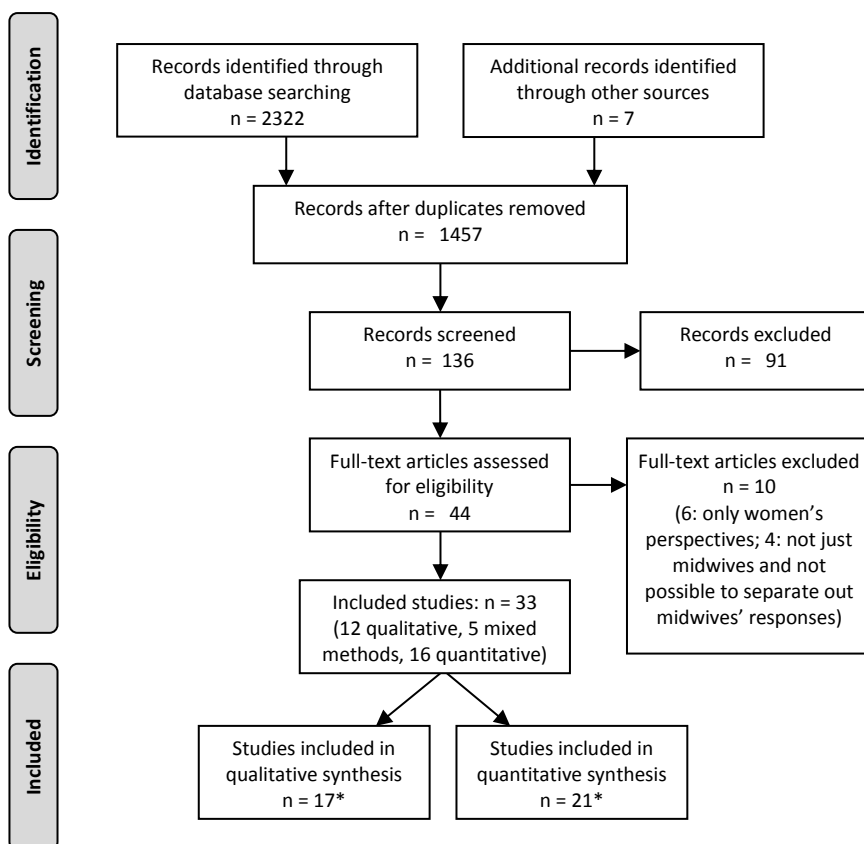 Identification
Records identified through
database searching
n = 2322
Additional records identified
through other sources
n = 7
Records after duplicates removed
n = 1457
Screening
Records screened
n = 136
Records excluded
n = 91
Eligibility
Full-text articles assessed
for eligibility
n = 44
Full-text articles excluded
n = 10
(6: only women’s
perspectives; 4: not just
midwives and not
possible to separate out
midwives’ responses)
Included studies: n = 33
(12 qualitative, 5 mixed
methods, 16 quantitative)
Included
Studies included in
qualitative synthesis
n = 17*
Studies included in
quantitative synthesis
n = 21*